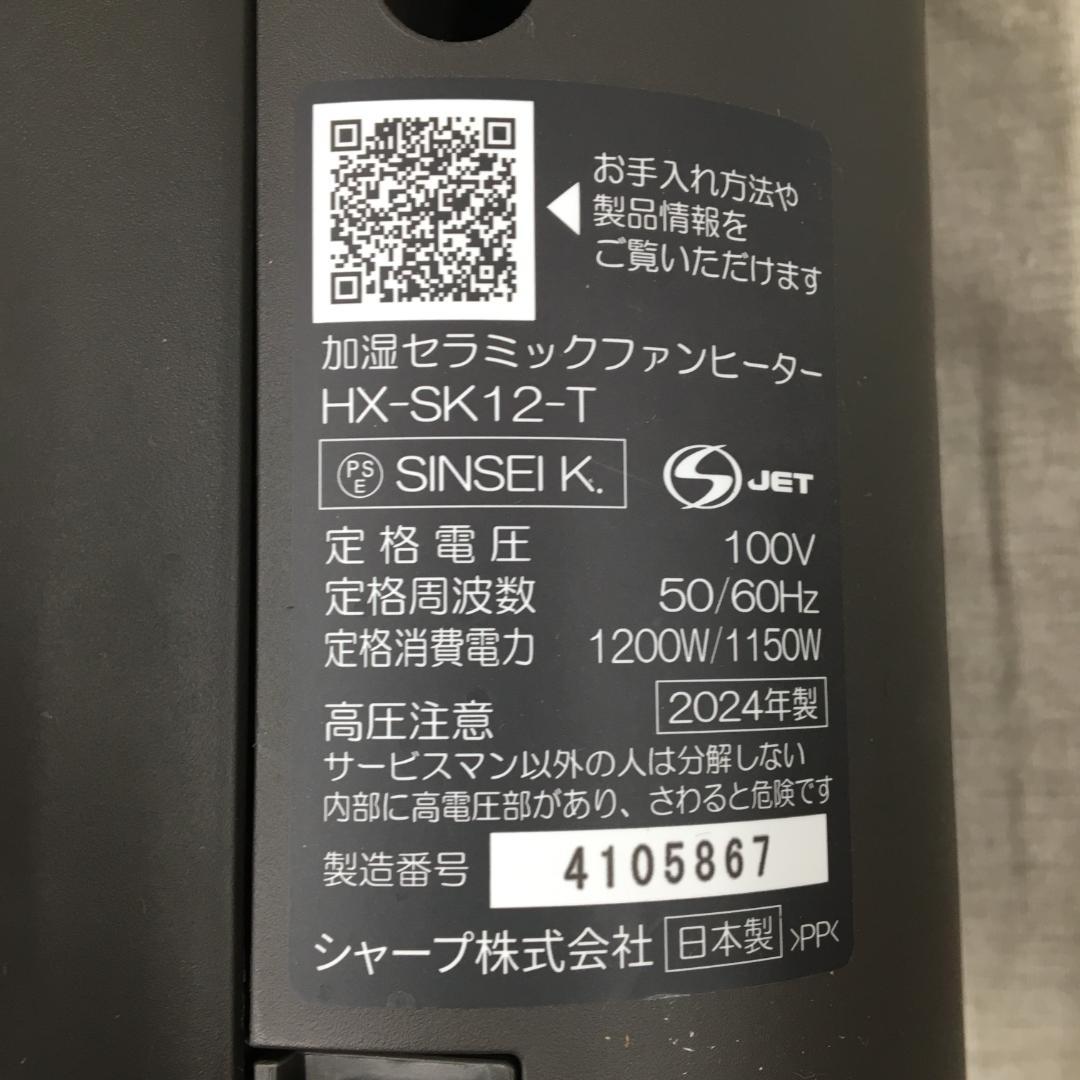 お手入れ方法や
製品情報を
ご覧いただけます
加湿セラミックファンヒーター
HX-SK12-T
PSE SINSEI K.
S JET
定格電圧 100V
定格周波数 50/60Hz
定格消費電力 1200W/1150W
高圧注意 2024年製
サービスマン以外の人は分解しない
内部に高電圧部があり、さわると危険です
製造番号 4105867
シャープ株式会社 日本製 >PP<